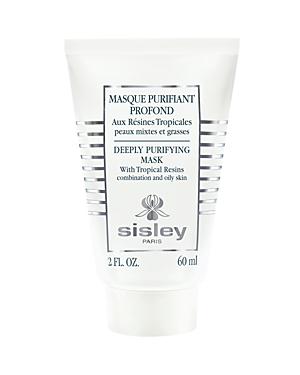 MASQUE PURIFIANT
PROFOND
Aux Résines Tropicales
peaux mixtes et grasses
DEEPLY PURIFYING
MASK
With Tropical Resins
combination and oily skin
sisley
PARIS
2 FL. OZ. 60 ml